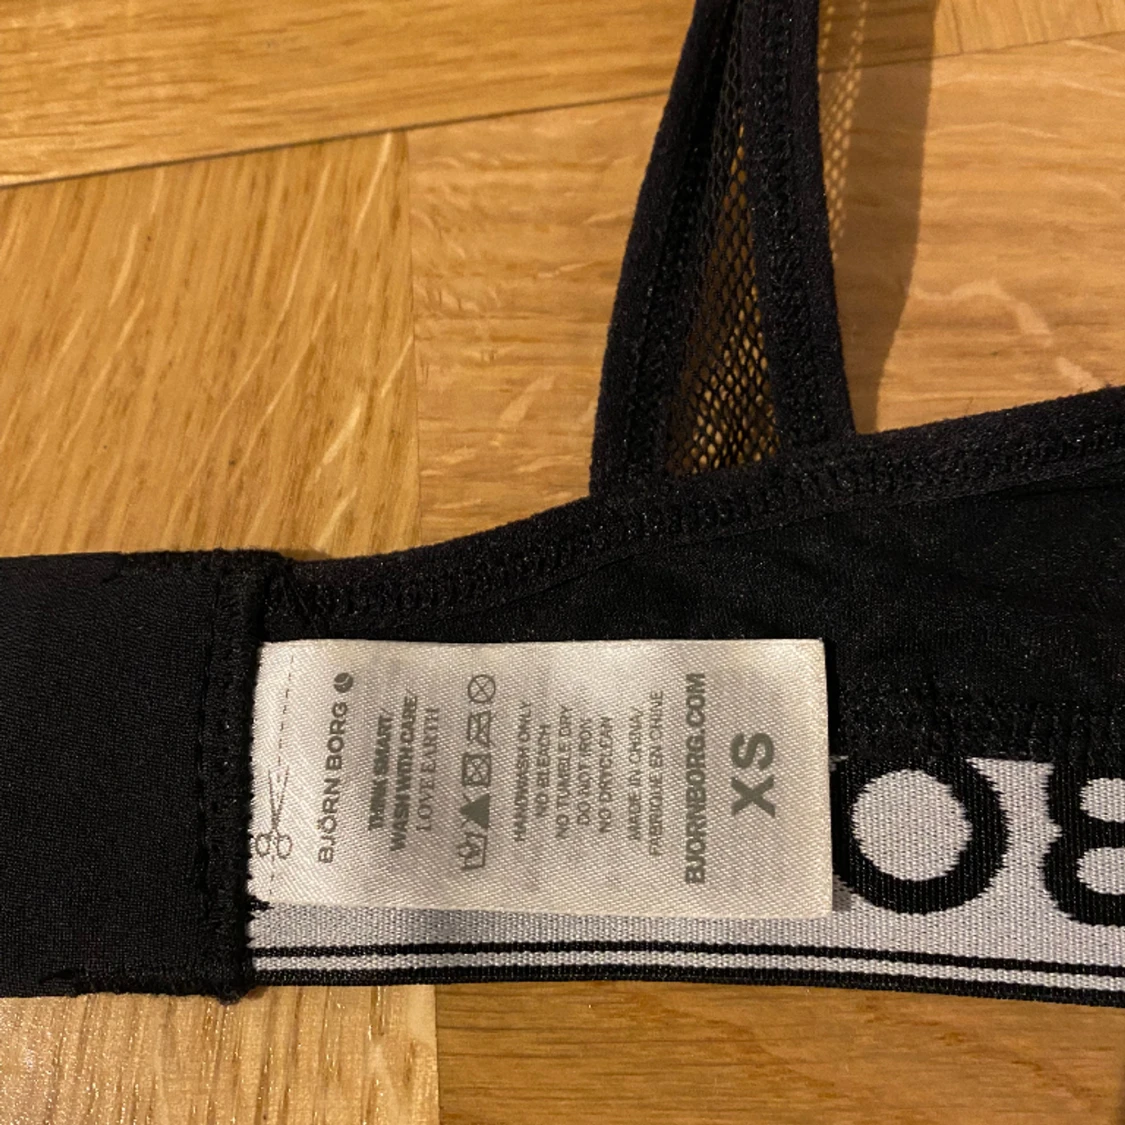 BJÖRN BORG
THINK SMART.
WASH WITH CARE.
LOVE EARTH
HANDWASH ONLY
NO BLEACH
NO TUMBLE DRY
DO NOT IRON
NO DRYCLEAN
MADE IN CHINA/
FABRIQUE EN CHINE
BJORNBORG.COM
XS